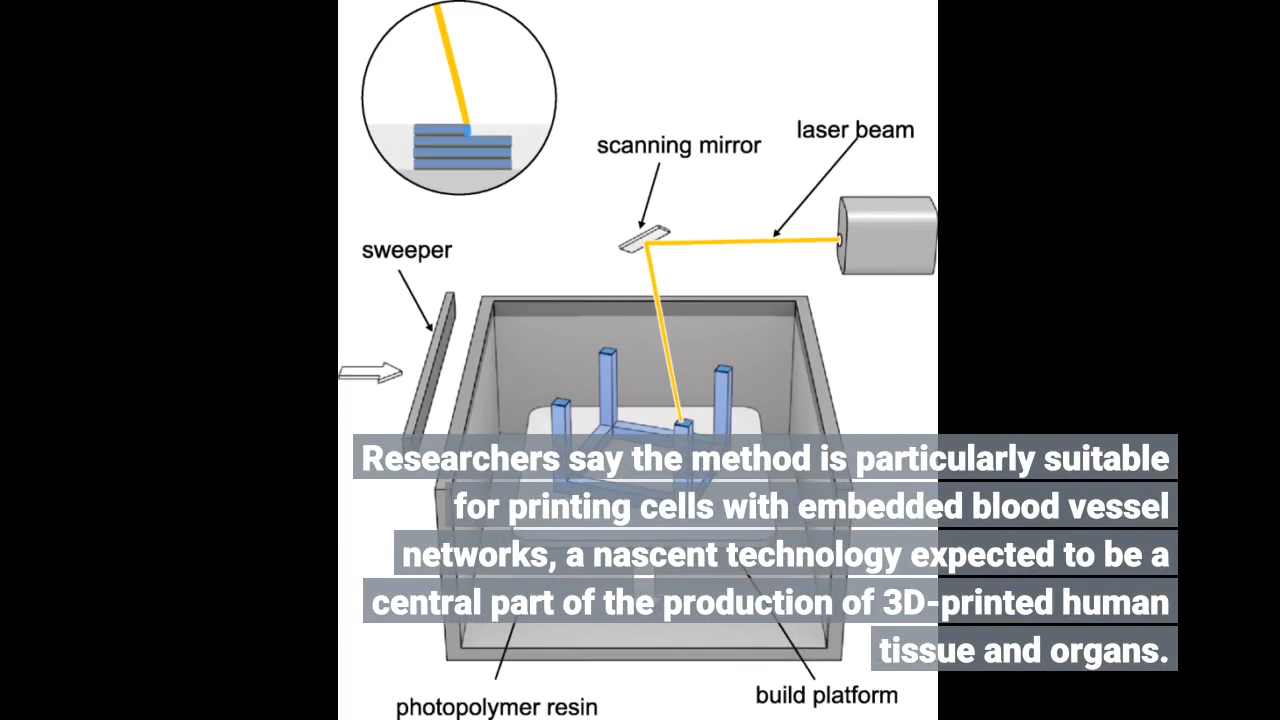 laser beam
scanning mirror
sweeper
Researchers say the method is particularly suitable
for printing cells with embedded blood vessel
networks, a nascent technology expected to be a
central part of the production of 3D-printed human
tissue and organs.
build platform
photopolymer resin